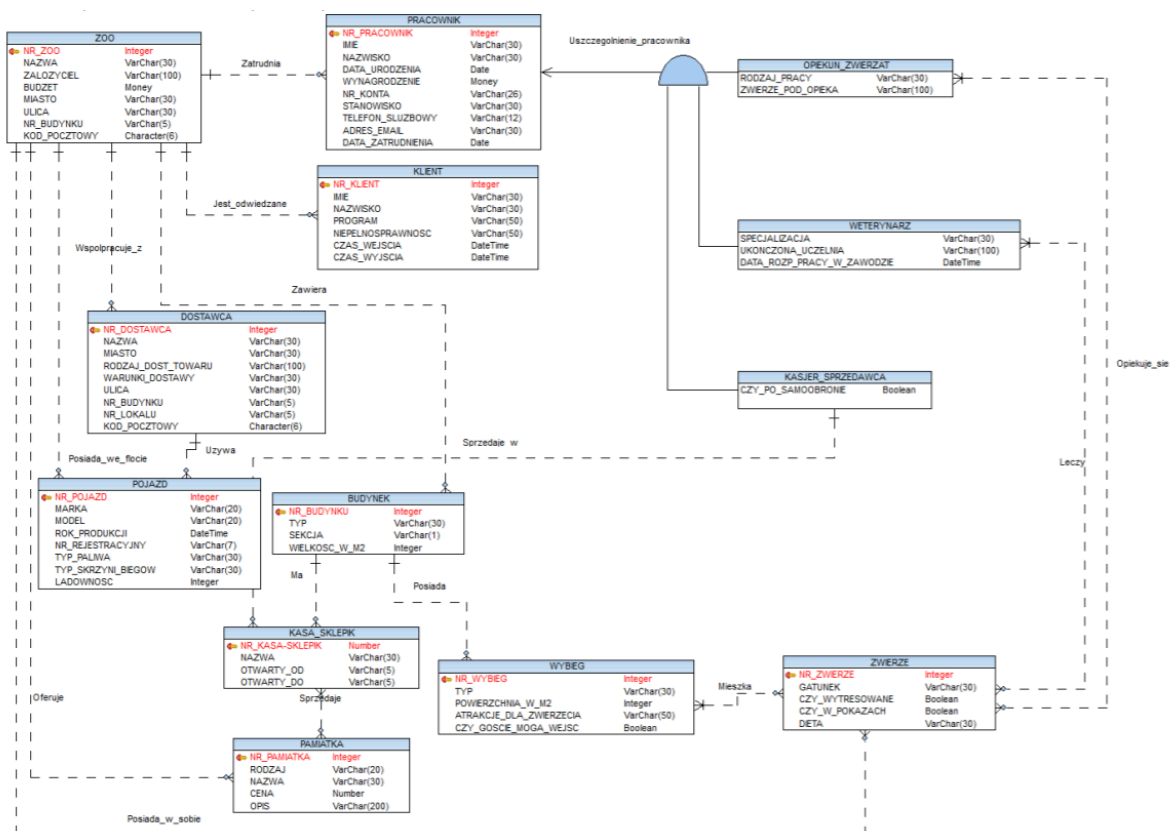 ZOO
NR_ZOO Integer
NAZWA VarChar(30)
ZALOZYCIEL VarChar(100)
BUDZET Money
MIASTO VarChar(30)
ULICA VarChar(30)
NR_BUDYNKU VarChar(5)
KOD_POCZTOWY Character(6)
Zatrudnia
PRACOWNIK
NR_PRACOWNIK Integer
IMIE VarChar(30)
NAZWISKO VarChar(30)
DATA_URODZENIA Date
WYNAGRODZENIE Money
NR_KONTA VarChar(26)
STANOWISKO VarChar(30)
TELEFON_SLUZBOWY VarChar(12)
ADRES_EMAIL VarChar(30)
DATA_ZATRUDNIENIA Date
Uszczegolnienie_pracownika
OPIEKUN_ZWIERZAT
RODZAJ_PRACY VarChar(30)
ZWIERZE_POD_OPIEKA VarChar(100)
KLIENT
NR_KLIENT Integer
IMIE VarChar(30)
NAZWISKO VarChar(30)
PROGRAM VarChar(50)
NIEPELNOSPRAWNOSC VarChar(50)
CZAS_WEJSCIA DateTime
CZAS_WYJSCIA DateTime
Jest_odwiedzane
Wspolpracuje_z
Zawiera
WETERYNARZ
SPECJALIZACJA VarChar(30)
UKONCZONA_UCZELNIA VarChar(100)
DATA_ROZP_PRACY_W_ZAWODZIE DateTime
DOSTAWCA
NR_DOSTAWCA Integer
NAZWA VarChar(30)
MIASTO VarChar(30)
RODZAJ_DOST_TOWARU VarChar(100)
WARUNKI_DOSTAWY VarChar(30)
ULICA VarChar(30)
NR_BUDYNKU VarChar(5)
NR_LOKALU VarChar(5)
KOD_POCZTOWY Character(6)
Opiekuje_sie
KASJER_SPRZEDAWCA
CZY_PO_SAMOOBRONIE Boolean
Uzywa
Sprzedaje_w
Posiada_we_flocie
Leczy
POJAZD
NR_POJAZD Integer
MARKA VarChar(20)
MODEL VarChar(20)
ROK_PRODUKCJI DateTime
NR_REJESTRACYJNY VarChar(7)
TYP_PALIWA VarChar(30)
TYP_SKRZYNI_BIEGOW VarChar(30)
LADOWNOSC Integer
BUDYNEK
NR_BUDYNKU Integer
TYP VarChar(30)
SEKCJA VarChar(1)
WIELKOSC_W_M2 Integer
Ma
Posiada
KASA_SKLEPIK
NR_KASA-SKLEPIK Number
NAZWA VarChar(30)
OTWARTY_OD VarChar(5)
OTWARTY_DO VarChar(5)
WYBIEG
NR_WYBIEG Integer
TYP VarChar(30)
POWIERZCHNIA_W_M2 Integer
ATRAKCJE_DLA_ZWIERZECIA VarChar(50)
CZY_GOSCIE_MOGA_WEJSC Boolean
Mieszka
ZWIERZE
NR_ZWIERZE Integer
GATUNEK VarChar(30)
CZY_WYTRESOWANE Boolean
CZY_W_POKAZACH Boolean
DIETA VarChar(30)
Oferuje
Sprzedaje
PAMIATKA
NR_PAMIATKA Integer
RODZAJ VarChar(20)
NAZWA VarChar(30)
CENA Number
OPIS VarChar(200)
Posiada_w_sobie